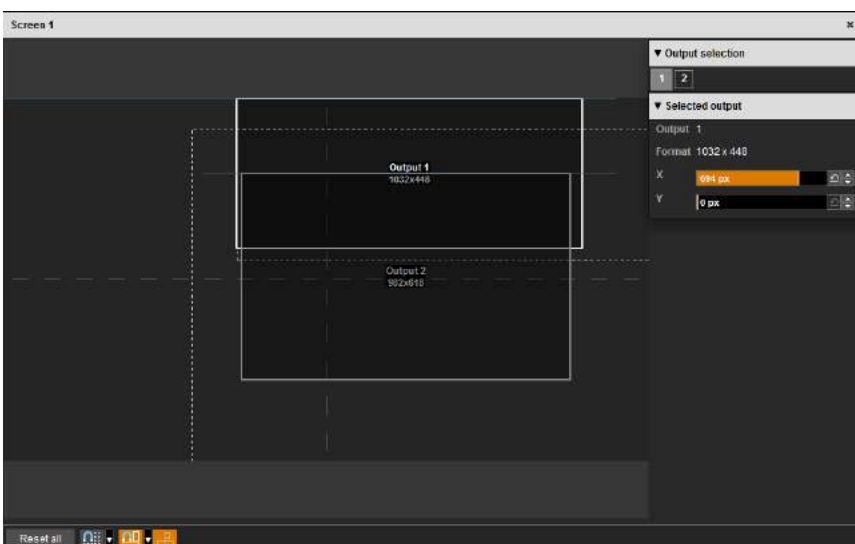 Screen 1
▼ Output selection
1 2
▼ Selected output
Output 1
Format 1032 x 448
X 694 px
Y 0 px
Output 1
1032x448
Output 2
982x618
Reset all